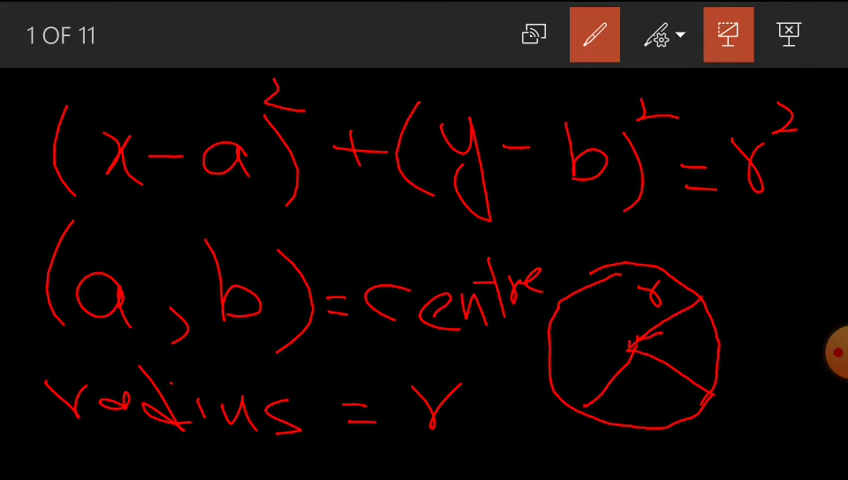 1 OF 11
(x - a)² + (y - b)² = r²
(a, b) = centre
r
radius = r